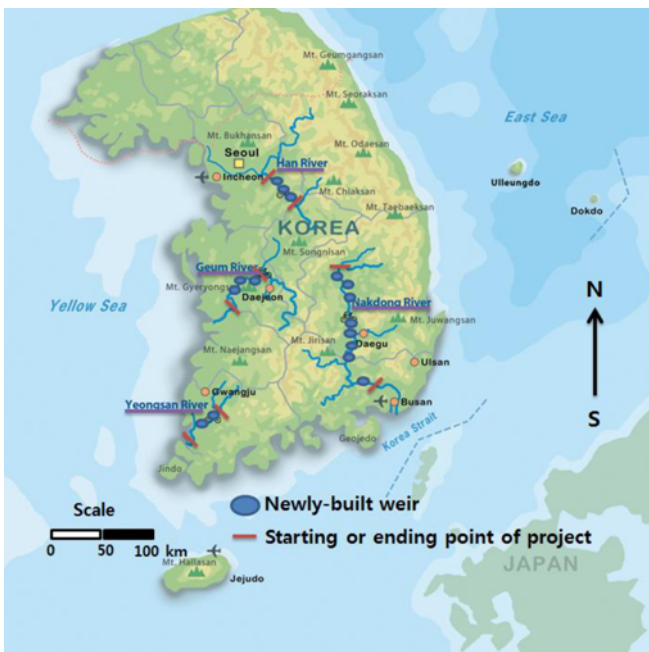 Mt. Geumgangsan
Mt. Seoraksan
East Sea
Mt. Bukhansan
Mt. Odaesan
Seoul
Han River
Incheon
Ulleungdo
Mt. Chiaksan
Dokdo
Mt. Taebaeksan
KOREA
Mt. Songnisan
Geum River
Mt. Gyeryongs
Daejeon
N
Yellow Sea
Nakdong River
Mt. Juwangsan
Mt. Jirisan
Daegu
Mt. Naejangsan
Ulsan
Gwangju
Yeongsan River
Busan
S
Korea Strait
Geojedo
Jindo
Newly-built weir
Scale
Starting or ending point of project
0 50 100 km
Mt. Hallasan
Jejudo
JAPAN